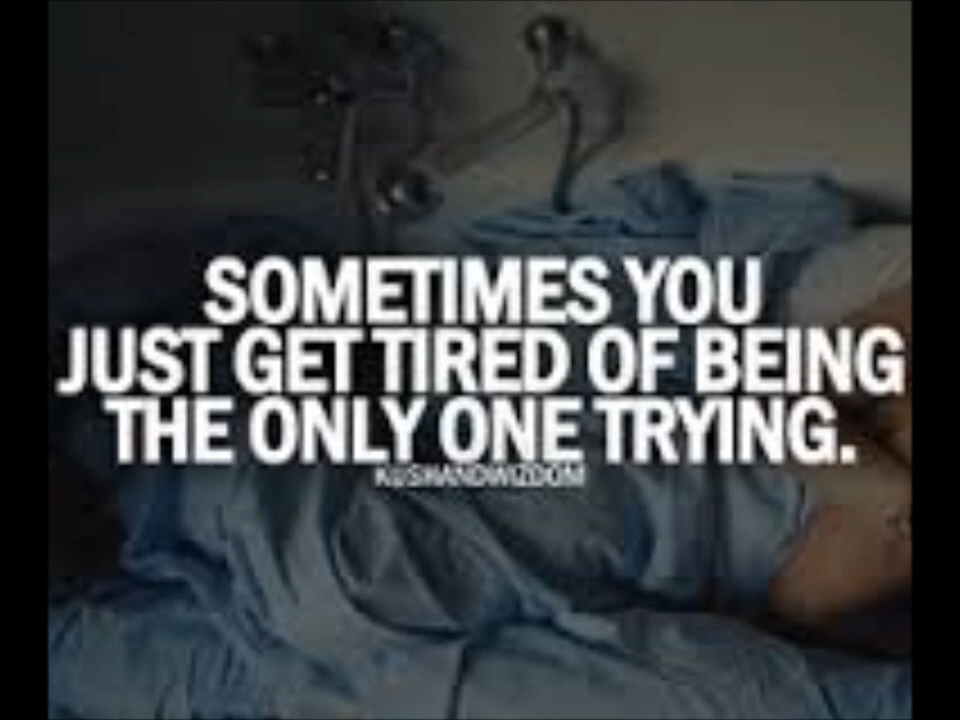 SOMETIMES YOU
JUST GET TIRED OF BEING
THE ONLY ONE TRYING.
KUSHANDWIZDOM